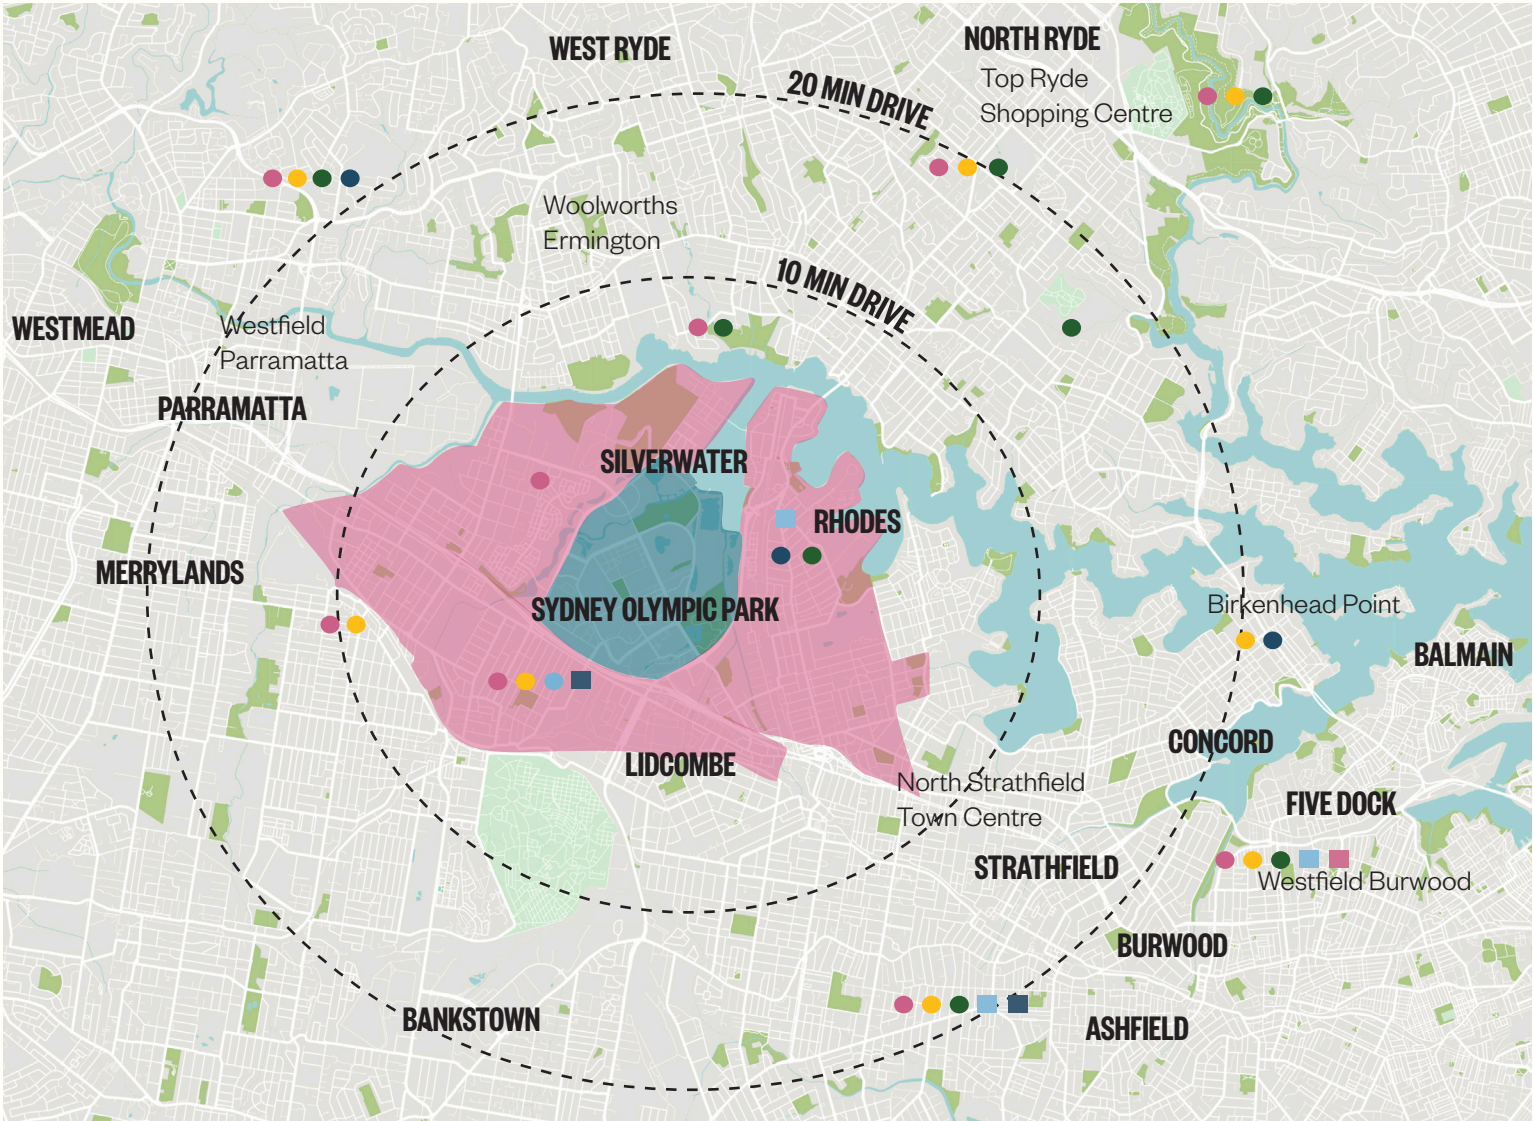 WEST RYDE
NORTH RYDE
Top Ryde
Shopping Centre
20 MIN DRIVE
Woolworths
Ermington
10 MIN DRIVE
WESTMEAD
Westfield
Parramatta
PARRAMATTA
SILVERWATER
RHODES
MERRYLANDS
SYDNEY OLYMPIC PARK
Birkenhead Point
BALMAIN
CONCORD
LIDCOMBE
North Strathfield
Town Centre
FIVE DOCK
STRATHFIELD
Westfield Burwood
BURWOOD
BANKSTOWN
ASHFIELD